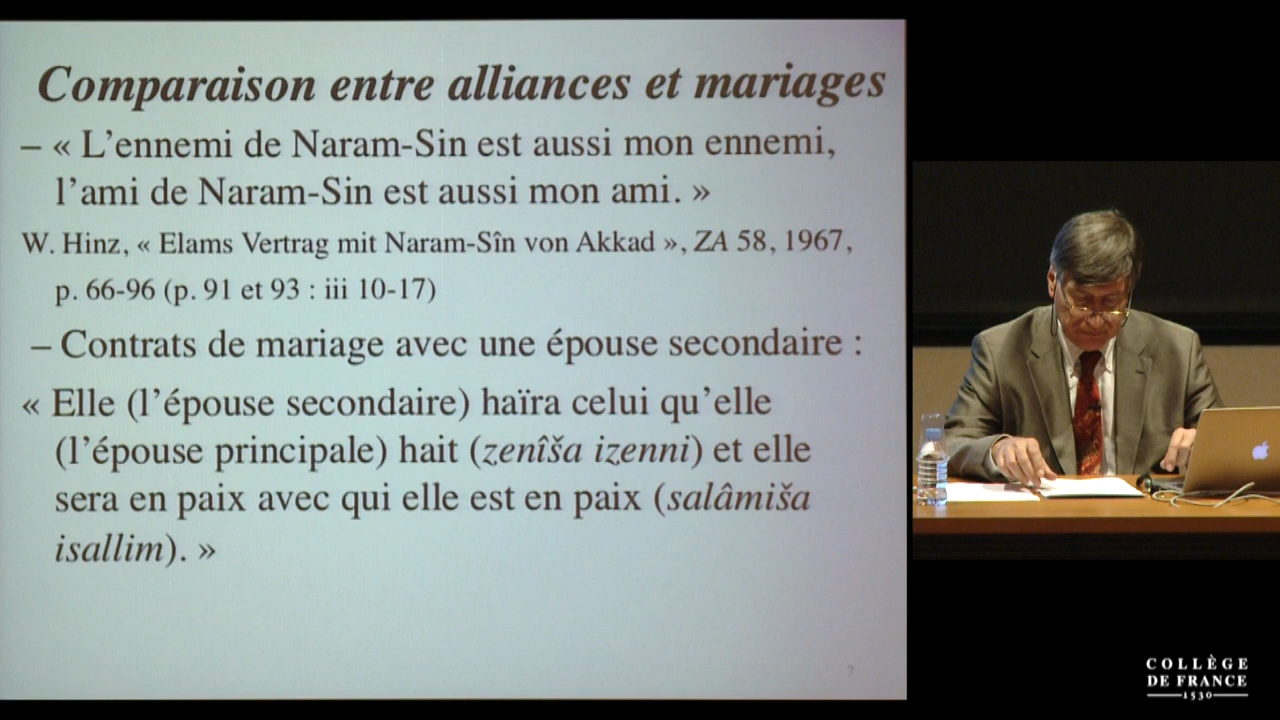 Comparaison entre alliances et mariages
– « L’ennemi de Naram-Sin est aussi mon ennemi,
l’ami de Naram-Sin est aussi mon ami. »
W. Hinz, « Elams Vertrag mit Naram-Sîn von Akkad », ZA 58, 1967,
p. 66-96 (p. 91 et 93 : iii 10-17)
– Contrats de mariage avec une épouse secondaire :
« Elle (l’épouse secondaire) haïra celui qu’elle
(l’épouse principale) hait (zenîša izenni) et elle
sera en paix avec qui elle est en paix (salâmiša
isallim). »
7
COLLÈGE
DE FRANCE
1530